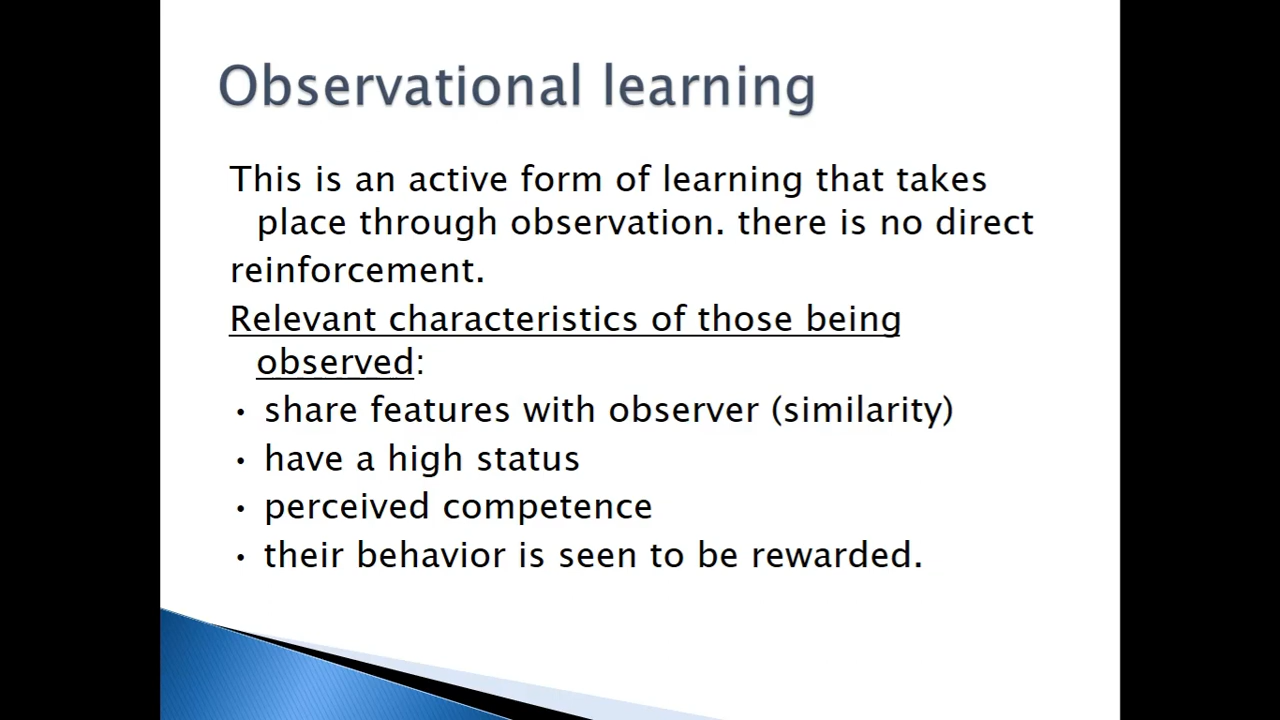 Observational learning
This is an active form of learning that takes
place through observation. there is no direct
reinforcement.
Relevant characteristics of those being
observed:
• share features with observer (similarity)
• have a high status
• perceived competence
• their behavior is seen to be rewarded.